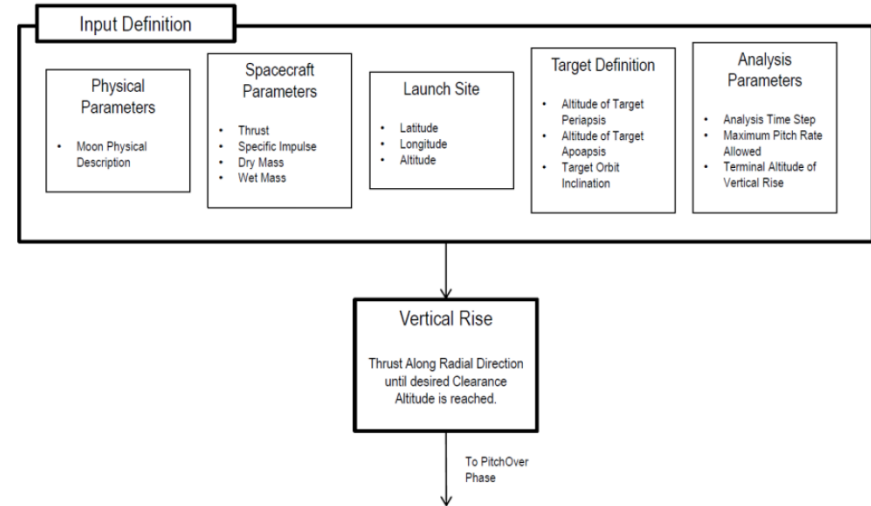 Input Definition
Physical
Parameters
• Moon Physical
Description
Spacecraft
Parameters
• Thrust
• Specific Impulse
• Dry Mass
• Wet Mass
Launch Site
• Latitude
• Longitude
• Altitude
Target Definition
• Altitude of Target
Periapsis
• Altitude of Target
Apoapsis
• Target Orbit
Inclination
Analysis
Parameters
• Analysis Time Step
• Maximum Pitch Rate
Allowed
• Terminal Altitude of
Vertical Rise
Vertical Rise
Thrust Along Radial Direction
until desired Clearance
Altitude is reached.
To PitchOver
Phase